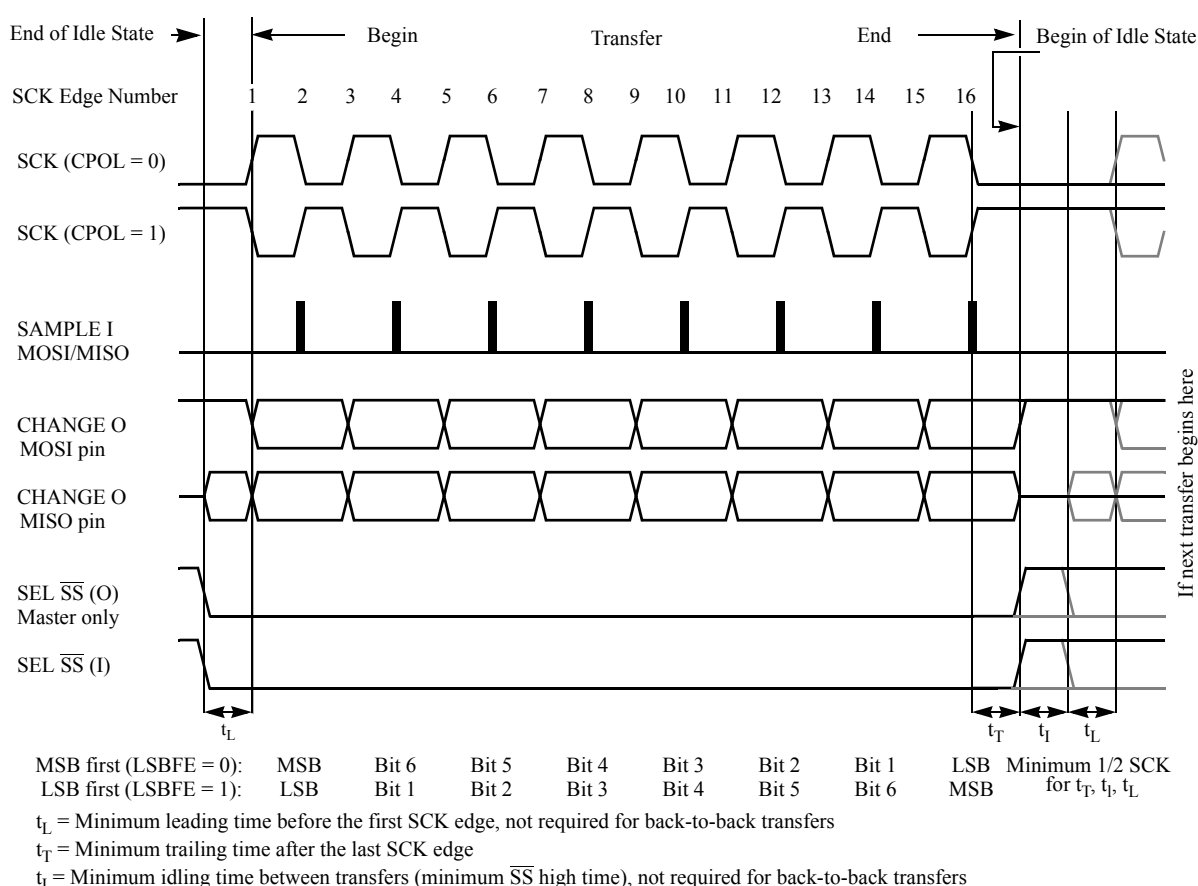 End of Idle State
Begin
Transfer
End
Begin of Idle State
SCK Edge Number
1 2 3 4 5 6 7 8 9 10 11 12 13 14 15 16
SCK (CPOL = 0)
SCK (CPOL = 1)
SAMPLE I
MOSI/MISO
CHANGE O
MOSI pin
CHANGE O
MISO pin
SEL S̅S̅ (O)
Master only
SEL S̅S̅ (I)
If next transfer begins here
tL
tT tI tL
MSB first (LSBFE = 0): MSB Bit 6 Bit 5 Bit 4 Bit 3 Bit 2 Bit 1 LSB
LSB first (LSBFE = 1): LSB Bit 1 Bit 2 Bit 3 Bit 4 Bit 5 Bit 6 MSB
Minimum 1/2 SCK
for tT, tl, tL
tL = Minimum leading time before the first SCK edge, not required for back-to-back transfers
tT = Minimum trailing time after the last SCK edge
tI = Minimum idling time between transfers (minimum S̅S̅ high time), not required for back-to-back transfers